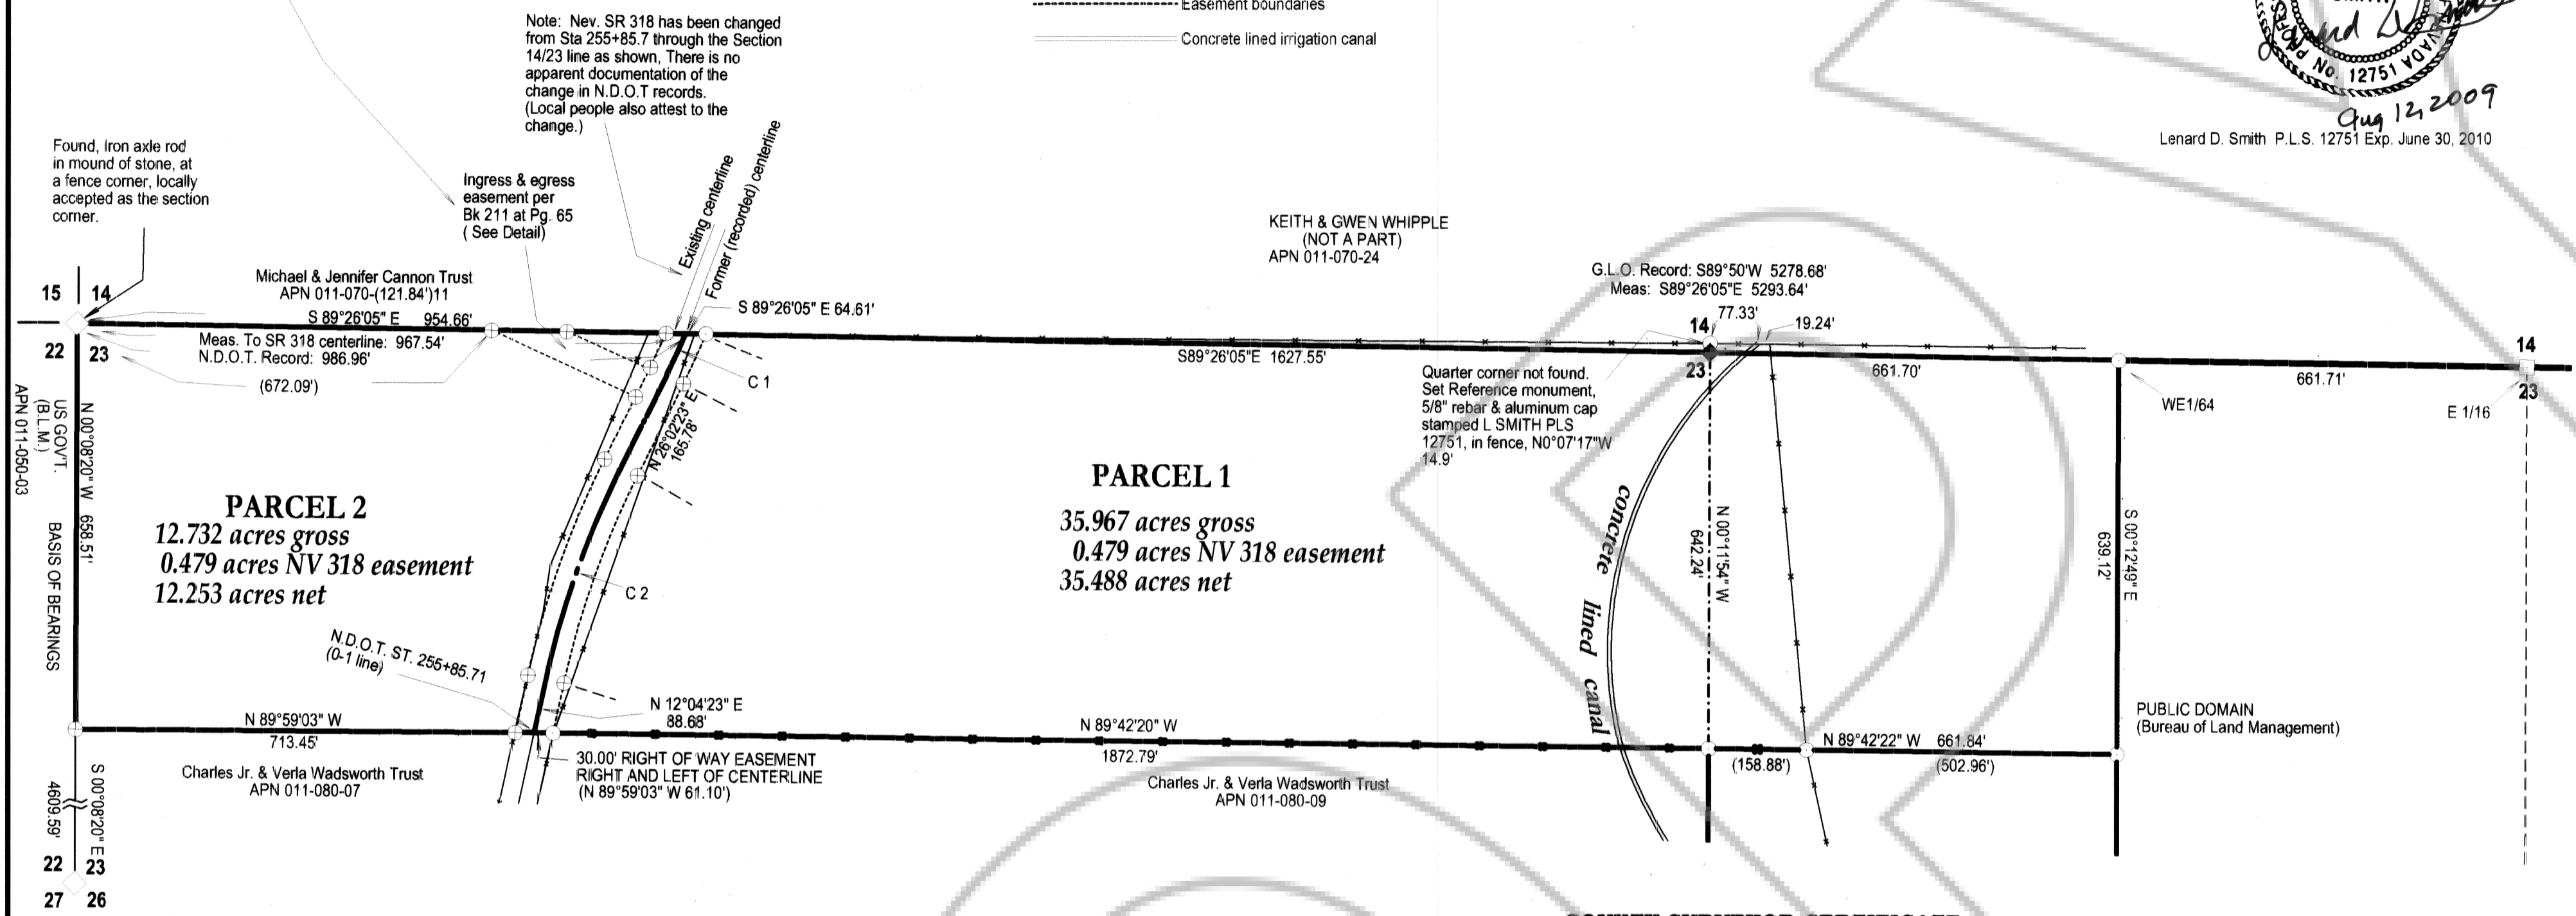 Easement boundaries
Concrete lined irrigation canal
Note: Nev. SR 318 has been changed
from Sta 255+85.7 through the Section
14/23 line as shown, There is no
apparent documentation of the
change in N.D.O.T records.
(Local people also attest to the
change.)
No. 12751
Aug 12, 2009
Lenard D. Smith P.L.S. 12751 Exp. June 30, 2010
Found, Iron axle rod
in mound of stone, at
a fence corner, locally
accepted as the section
corner.
Ingress & egress
easement per
Bk 211 at Pg. 65
( See Detail)
Existing centerline
Former (recorded) centerline
KEITH & GWEN WHIPPLE
(NOT A PART)
APN 011-070-24
G.L.O. Record: S89°50'W 5278.68'
Meas: S89°26'05"E 5293.64'
Michael & Jennifer Cannon Trust
APN 011-070-(121.84')11
15 14
S 89°26'05" E 954.66'
S 89°26'05" E 64.61'
77.33'
19.24'
14
14
22 23
Meas. To SR 318 centerline: 967.54'
N.D.O.T. Record: 986.96'
(672.09')
S89°26'05"E 1627.55'
23
661.70'
661.71'
23
C 1
WE1/64
E 1/16
Quarter corner not found.
Set Reference monument,
5/8" rebar & aluminum cap
stamped L SMITH PLS
12751, in fence, N0°07'17"W
14.9'
N 26°02'23" E
165.78'
APN 011-050-03
US GOV'T.
(B.L.M.)
N 00°08'20" W 658.51'
BASIS OF BEARINGS
PARCEL 2
12.732 acres gross
0.479 acres NV 318 easement
12.253 acres net
PARCEL 1
35.967 acres gross
0.479 acres NV 318 easement
35.488 acres net
concrete lined canal
N 00°11'54" W
642.24'
S 00°12'49" E
639.12'
C 2
N.D.O.T. ST. 255+85.71
(0-1 line)
N 12°04'23" E
88.68'
N 89°59'03" W
713.45'
N 89°42'20" W
1872.79'
N 89°42'22" W 661.84'
(158.88')
(502.96')
PUBLIC DOMAIN
(Bureau of Land Management)
30.00' RIGHT OF WAY EASEMENT
RIGHT AND LEFT OF CENTERLINE
(N 89°59'03" W 61.10')
Charles Jr. & Verla Wadsworth Trust
APN 011-080-07
Charles Jr. & Verla Wadsworth Trust
APN 011-080-09
S 00°08'20" E
4609.59'
22 23
27 26